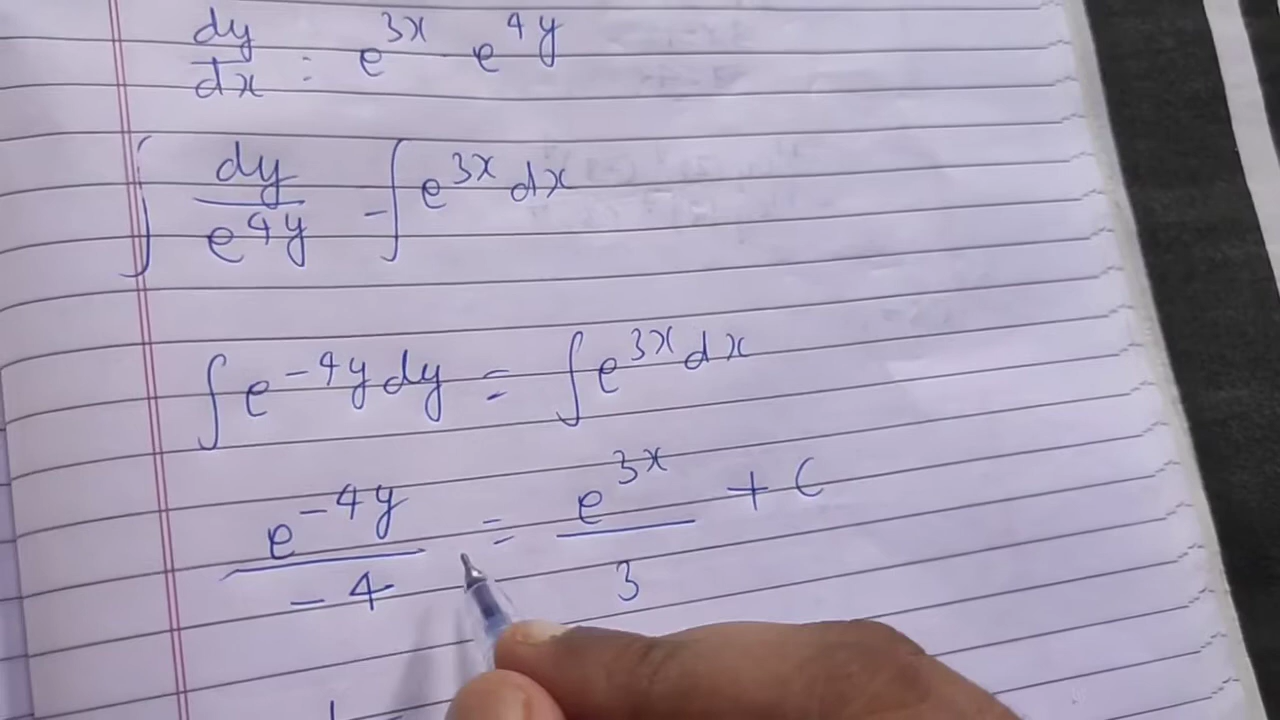 dy/dx = e^{3x} e^{4y}
∫ dy/e^{4y} = ∫ e^{3x} dx
∫ e^{-4y} dy = ∫ e^{3x} dx
e^{-4y}/-4 = e^{3x}/3 + C